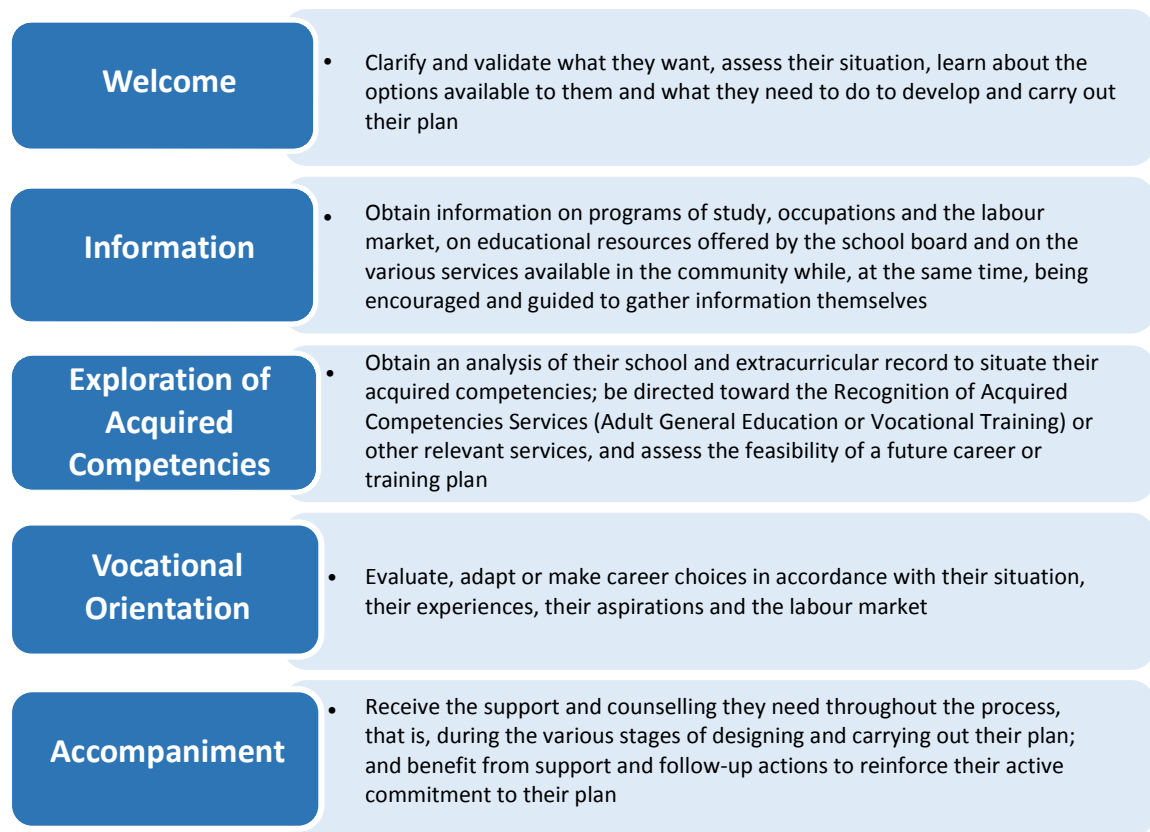 Welcome
• Clarify and validate what they want, assess their situation, learn about the
options available to them and what they need to do to develop and carry out
their plan
Information
• Obtain information on programs of study, occupations and the labour
market, on educational resources offered by the school board and on the
various services available in the community while, at the same time, being
encouraged and guided to gather information themselves
Exploration of
Acquired
Competencies
• Obtain an analysis of their school and extracurricular record to situate their
acquired competencies; be directed toward the Recognition of Acquired
Competencies Services (Adult General Education or Vocational Training) or
other relevant services, and assess the feasibility of a future career or
training plan
Vocational
Orientation
• Evaluate, adapt or make career choices in accordance with their situation,
their experiences, their aspirations and the labour market
Accompaniment
• Receive the support and counselling they need throughout the process,
that is, during the various stages of designing and carrying out their plan;
and benefit from support and follow-up actions to reinforce their active
commitment to their plan